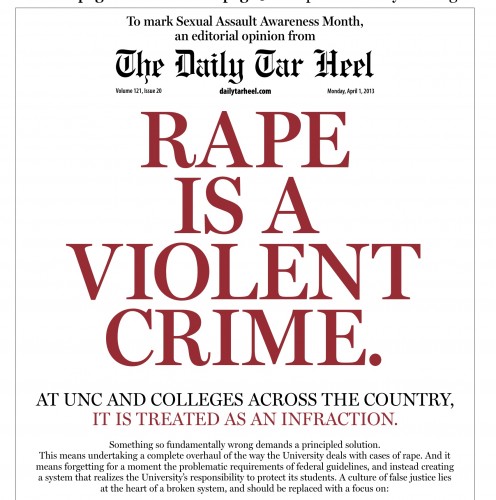 To mark Sexual Assault Awareness Month,
an editorial opinion from
The Daily Tar Heel
Volume 121, Issue 20 dailytarheel.com Monday, April 1, 2013
RAPE
IS A
VIOLENT
CRIME.
AT UNC AND COLLEGES ACROSS THE COUNTRY,
IT IS TREATED AS AN INFRACTION.
Something so fundamentally wrong demands a principled solution.
This means undertaking a complete overhaul of the way the University deals with cases of rape. And it
means forgetting for a moment the problematic requirements of federal guidelines, and instead creating
a system that realizes the University's responsibility to protect its students. A culture of false justice lies
at the heart of a broken system, and should be replaced with a focus on: